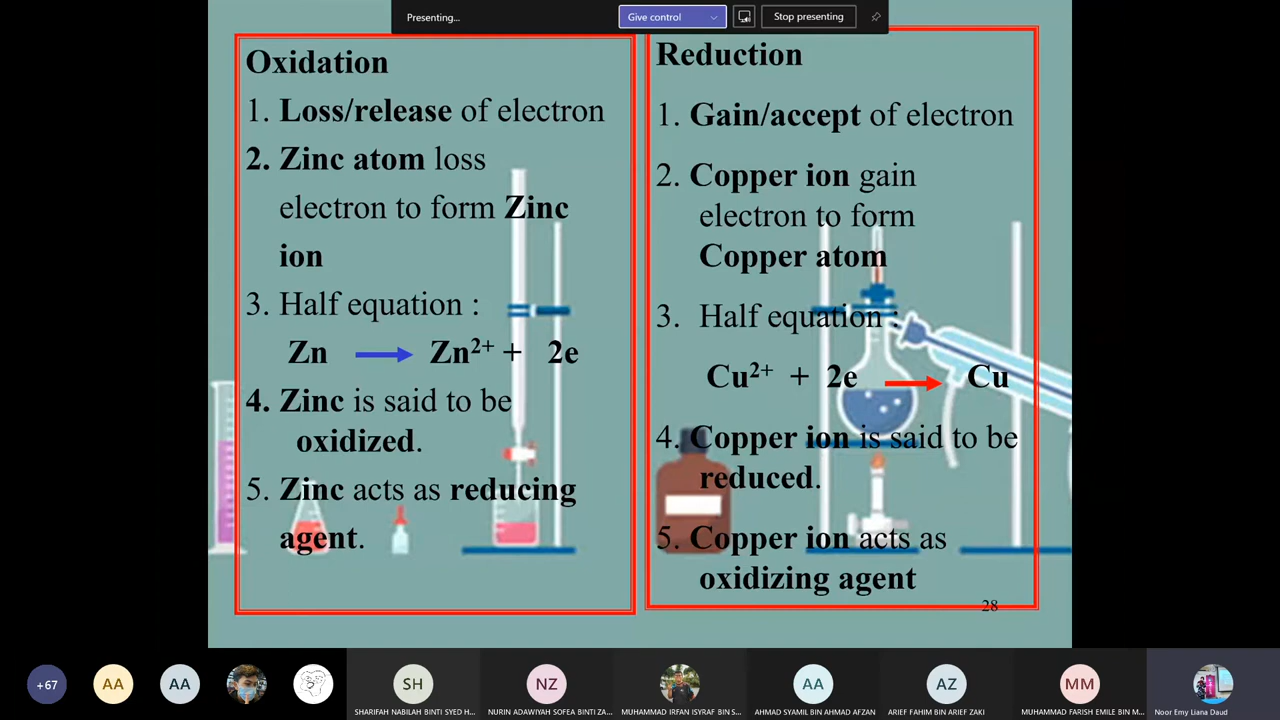 Presenting...
Give control
Stop presenting
Oxidation
1. Loss/release of electron
2. Zinc atom loss
electron to form Zinc
ion
3. Half equation :
Zn → Zn²⁺ + 2e
4. Zinc is said to be
oxidized.
5. Zinc acts as reducing
agent.
Reduction
1. Gain/accept of electron
2. Copper ion gain
electron to form
Copper atom
3. Half equation :
Cu²⁺ + 2e → Cu
4. Copper ion is said to be
reduced.
5. Copper ion acts as
oxidizing agent
28
+67
AA
AA
SH
NZ
AA
AZ
MM
SHARIFAH NABILAH BINTI SYED H...
NURIN ADAWIYAH SOFEA BINTI ZA...
MUHAMMAD IRFAN ISYRAF BIN S...
AHMAD SYAMIL BIN AHMAD AFZAN
ARIEF FAHIM BIN ARIEF ZAKI
MUHAMMAD FARISH EMILE BIN M...
Noor Emy Liana Daud